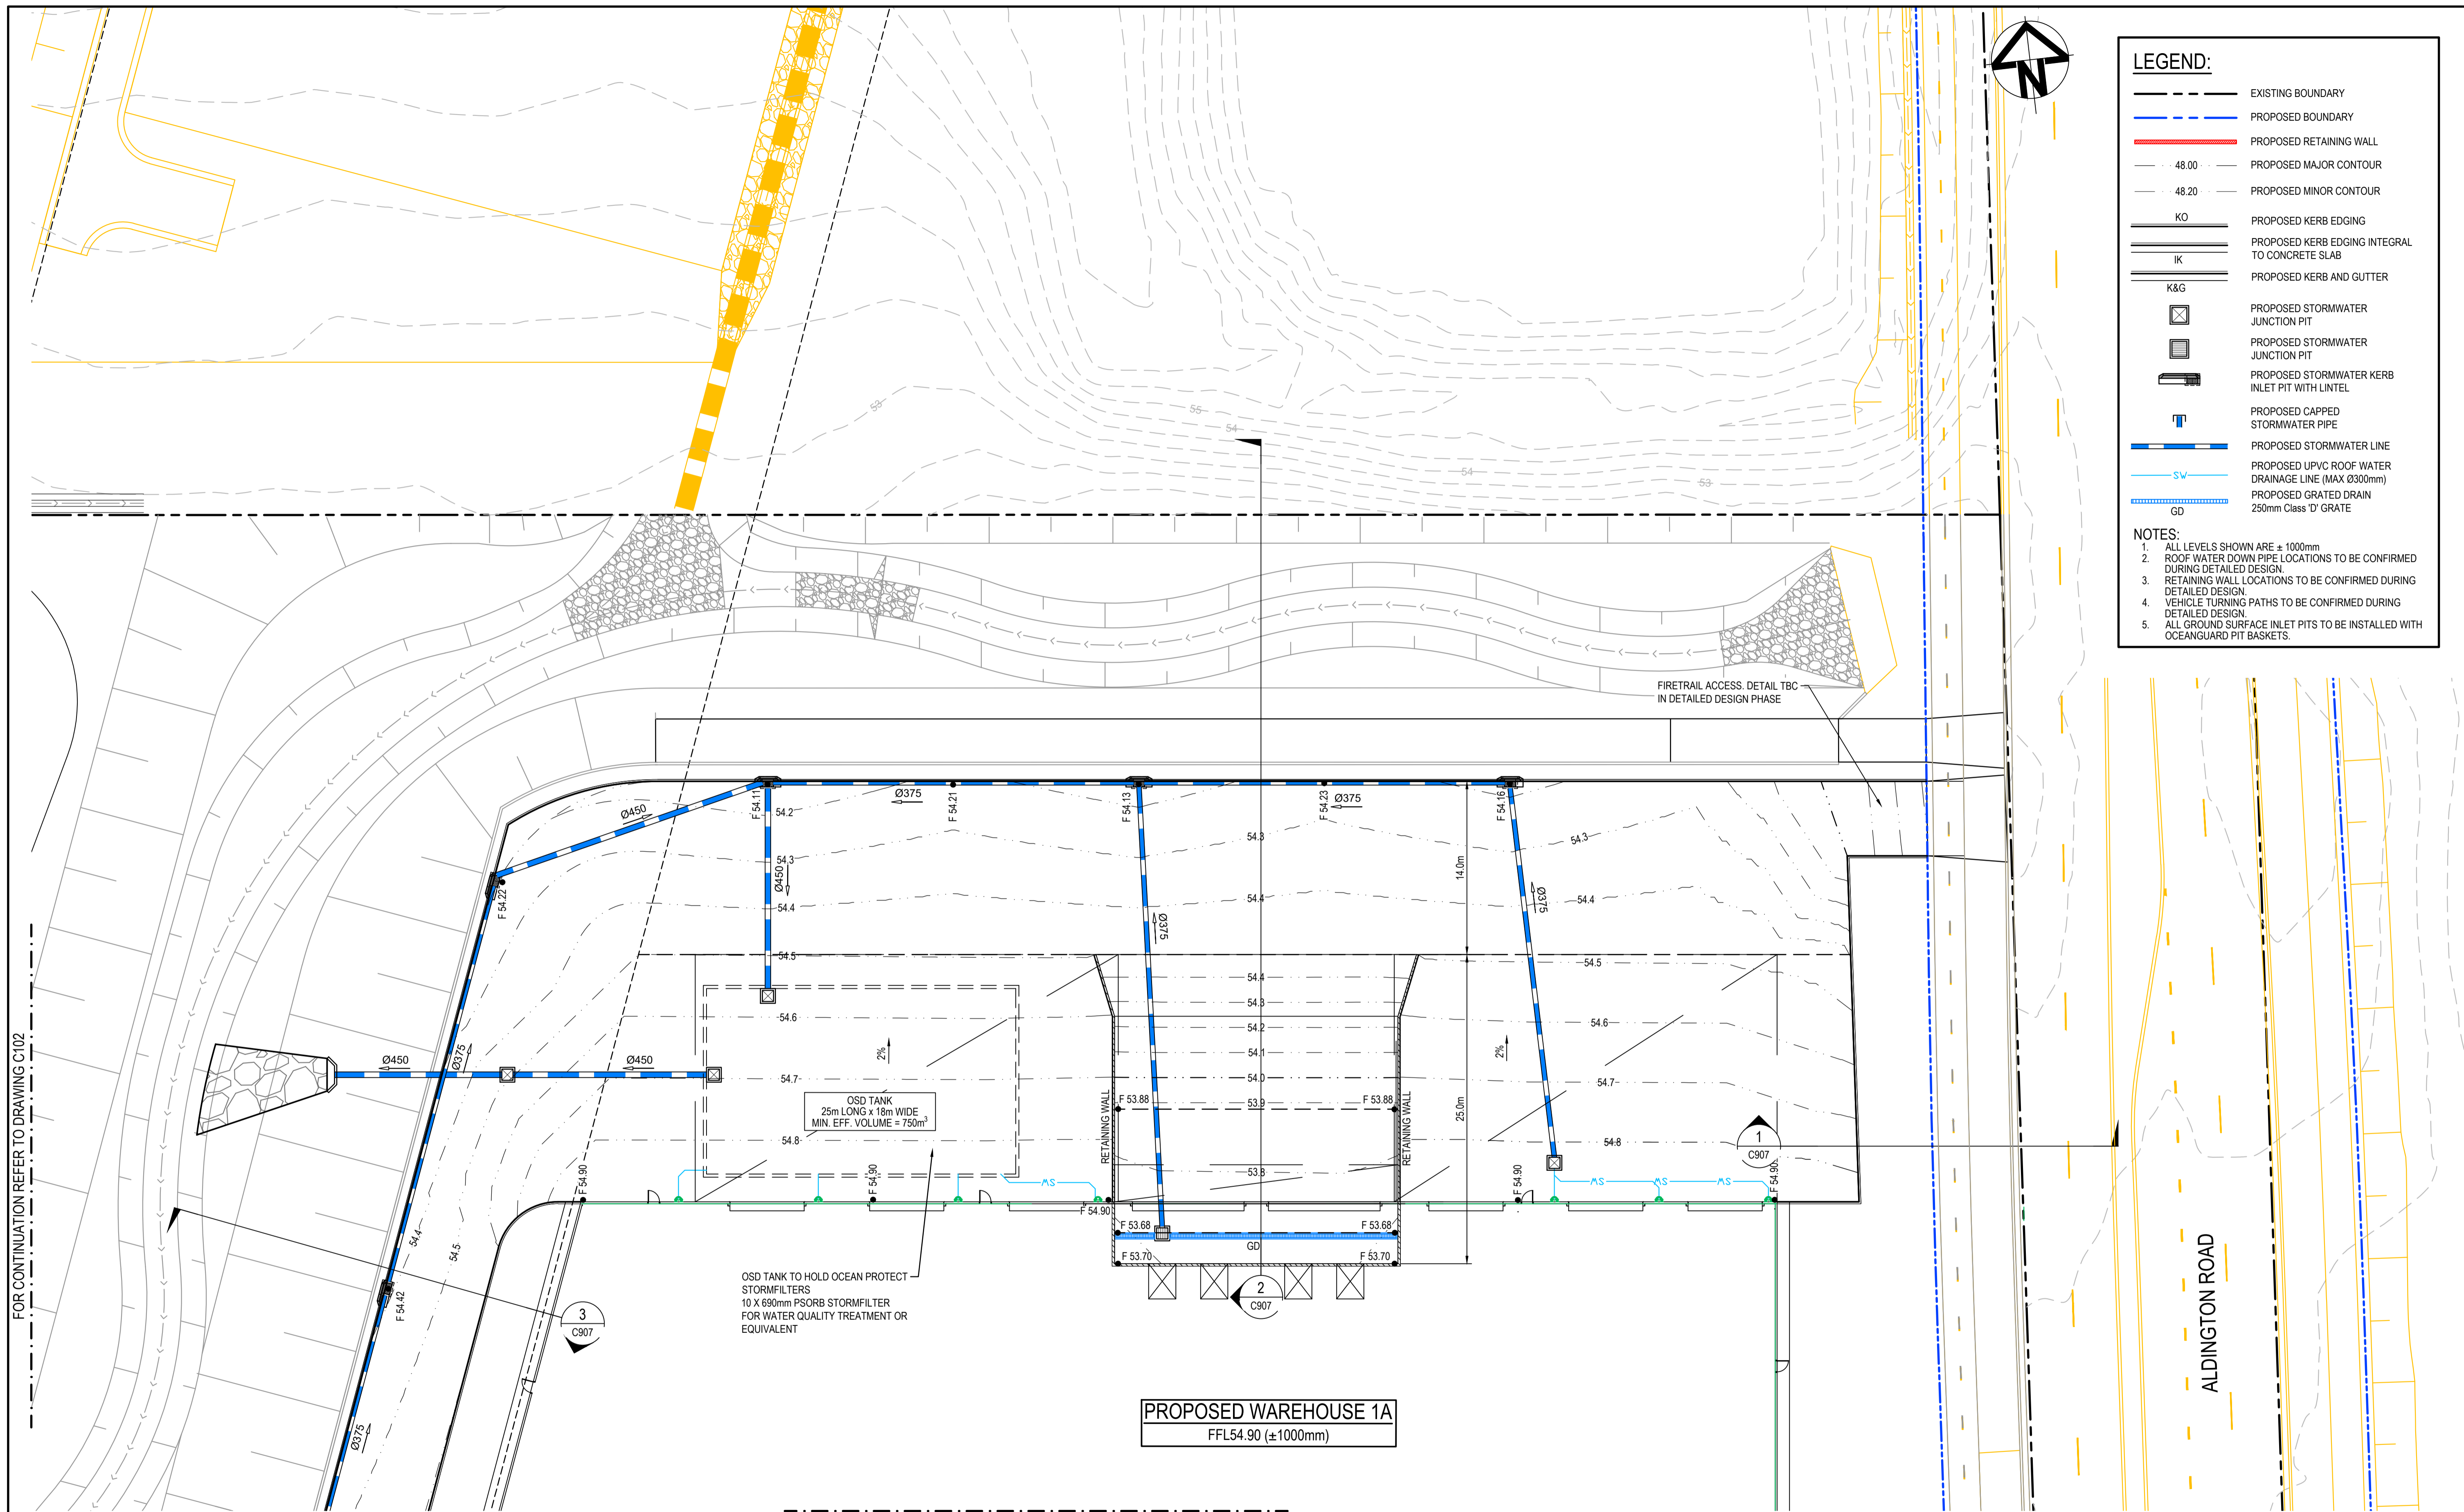 N
LEGEND:
EXISTING BOUNDARY
PROPOSED BOUNDARY
PROPOSED RETAINING WALL
48.00
PROPOSED MAJOR CONTOUR
48.20
PROPOSED MINOR CONTOUR
KO
PROPOSED KERB EDGING
PROPOSED KERB EDGING INTEGRAL
TO CONCRETE SLAB
IK
PROPOSED KERB AND GUTTER
K&G
PROPOSED STORMWATER
JUNCTION PIT
PROPOSED STORMWATER
JUNCTION PIT
PROPOSED STORMWATER KERB
INLET PIT WITH LINTEL
PROPOSED CAPPED
STORMWATER PIPE
PROPOSED STORMWATER LINE
SW
PROPOSED UPVC ROOF WATER
DRAINAGE LINE (MAX Ø300mm)
PROPOSED GRATED DRAIN
250mm Class 'D' GRATE
GD
NOTES:
1. ALL LEVELS SHOWN ARE ± 1000mm
2. ROOF WATER DOWN PIPE LOCATIONS TO BE CONFIRMED
DURING DETAILED DESIGN.
3. RETAINING WALL LOCATIONS TO BE CONFIRMED DURING
DETAILED DESIGN.
4. VEHICLE TURNING PATHS TO BE CONFIRMED DURING
DETAILED DESIGN.
5. ALL GROUND SURFACE INLET PITS TO BE INSTALLED WITH
OCEANGUARD PIT BASKETS.
53
55
54
54
53
FIRETRAIL ACCESS. DETAIL TBC
IN DETAILED DESIGN PHASE
Ø450
F 54.11
Ø375
F 54.21
F 54.13
F 54.23
Ø375
F 54.16
54.2
54.3
54.3
54.3
14.0m
F 54.22
Ø450
54.4
54.4
54.4
Ø375
Ø375
54.5
54.5
54.4
54.3
54.6
54.2
54.6
54.1
2%
2%
Ø450
Ø375
Ø450
54.7
54.0
54.7
53.9
F 53.88
F 53.88
25.0m
OSD TANK
25m LONG x 18m WIDE
MIN. EFF. VOLUME = 750m³
RETAINING WALL
RETAINING WALL
54.8
54.8
53.8
1
C907
F 54.90
F 54.90
SW
F 54.90
F 54.90
SW
SW
SW
F 54.90
F 53.68
F 53.68
GD
F 53.70
F 53.70
54.4
54.5
F 54.42
Ø375
3
C907
2
C907
OSD TANK TO HOLD OCEAN PROTECT
STORMFILTERS
10 X 690mm PSORB STORMFILTER
FOR WATER QUALITY TREATMENT OR
EQUIVALENT
PROPOSED WAREHOUSE 1A
FFL54.90 (±1000mm)
FOR CONTINUATION REFER TO DRAWING C102
ALDINGTON ROAD